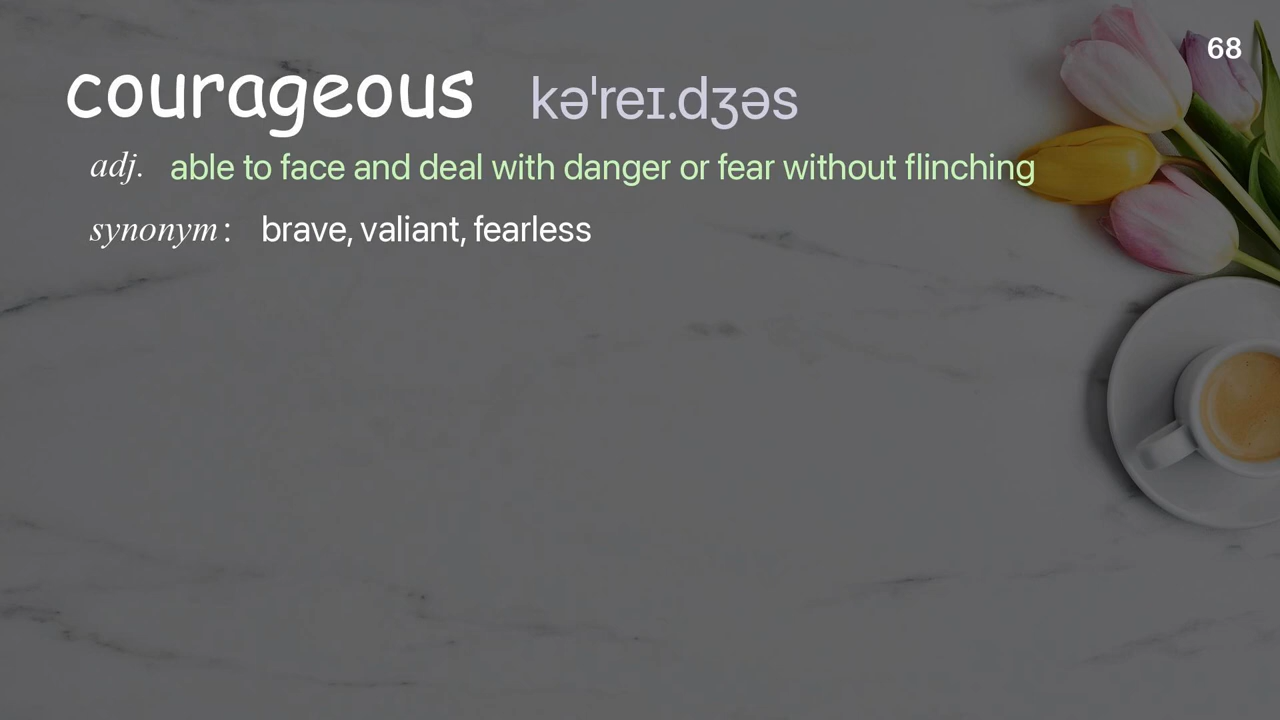 68
courageous kəˈreɪ.dʒəs
adj. able to face and deal with danger or fear without flinching
synonym: brave, valiant, fearless